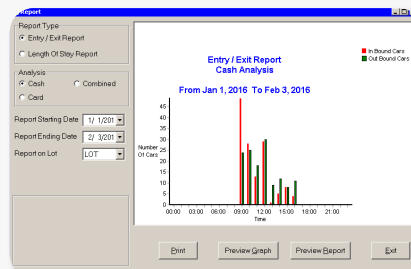 Report
Report Type
Entry / Exit Report
Length Of Stay Report
Analysis
Cash
Combined
Card
Report Starting Date 1/ 1/201
Report Ending Date 2/ 3/201
Report on Lot LOT
Entry / Exit Report
Cash Analysis
From Jan 1, 2016 To Feb 3, 2016
In Bound Cars
Out Bound Cars
Number
Of Cars
45
40
35
30
25
20
15
10
5
0
00:00 03:00 06:00 09:00 12:00 15:00 18:00 21:00
Time
Print
Preview Graph
Preview Report
Exit